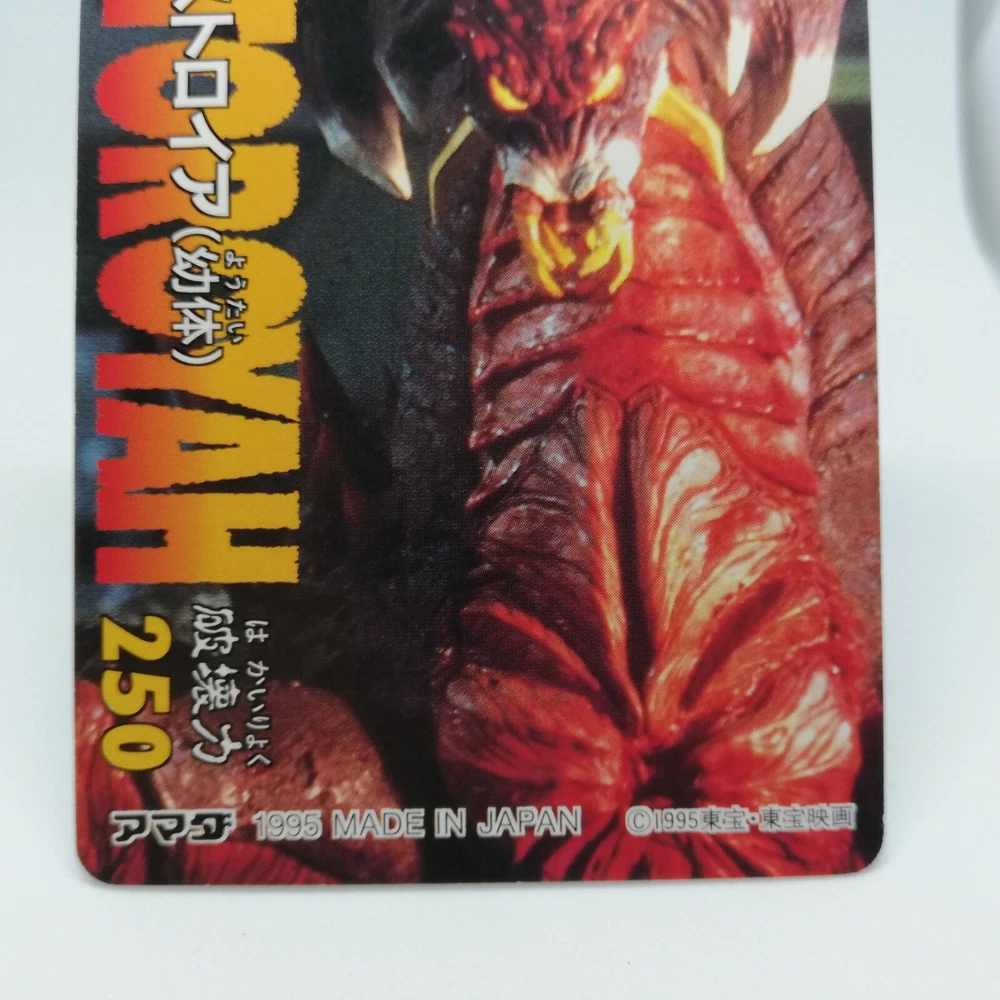 ストロイア(幼体)
ようたい
TOROYAH
破壊力
はかいりょく
250
アマダ 1995 MADE IN JAPAN
©1995東宝・東宝映画